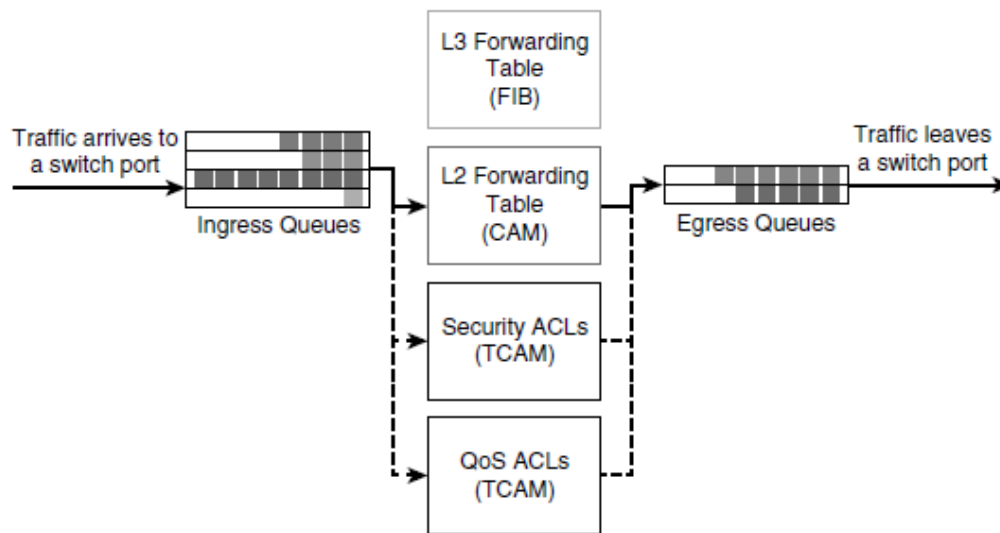 L3 Forwarding
Table
(FIB)
Traffic arrives to
a switch port
Ingress Queues
L2 Forwarding
Table
(CAM)
Traffic leaves
a switch port
Egress Queues
Security ACLs
(TCAM)
QoS ACLs
(TCAM)